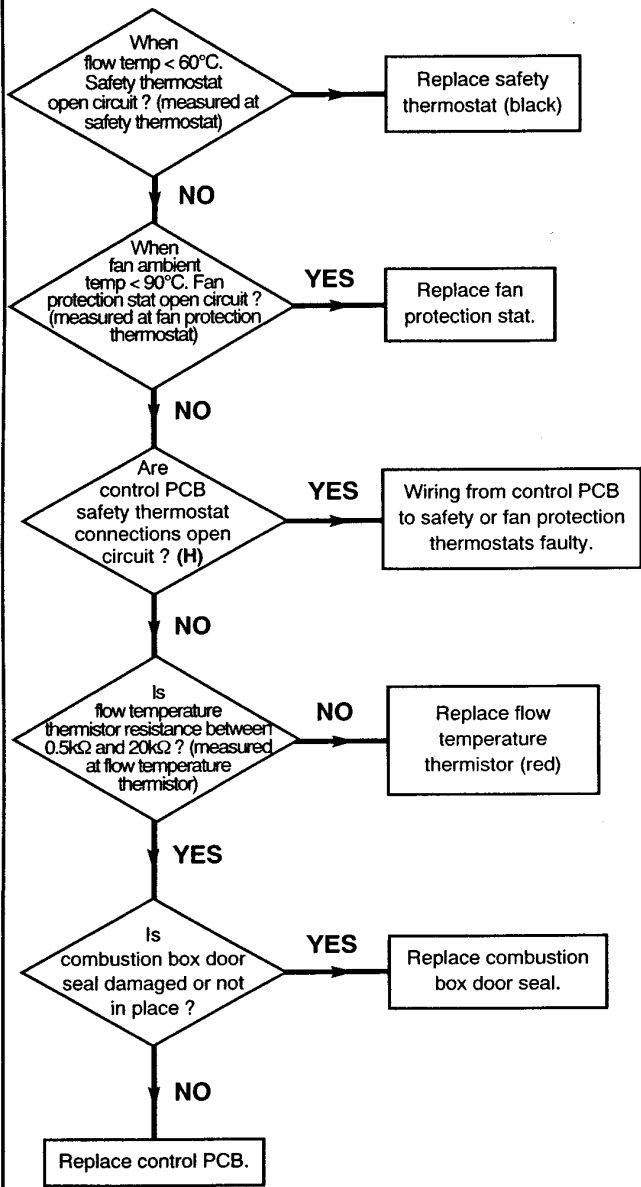 When
flow temp < 60°C.
Safety thermostat
open circuit ? (measured at
safety thermostat)
Replace safety
thermostat (black)
NO
When
fan ambient
temp < 90°C. Fan
protection stat open circuit ?
(measured at fan protection
thermostat)
YES
Replace fan
protection stat.
NO
Are
control PCB
safety thermostat
connections open
circuit ? (H)
YES
Wiring from control PCB
to safety or fan protection
thermostats faulty.
NO
Is
flow temperature
thermistor resistance between
0.5kΩ and 20kΩ ? (measured
at flow temperature
thermistor)
NO
Replace flow
temperature
thermistor (red)
YES
Is
combustion box door
seal damaged or not
in place ?
YES
Replace combustion
box door seal.
NO
Replace control PCB.